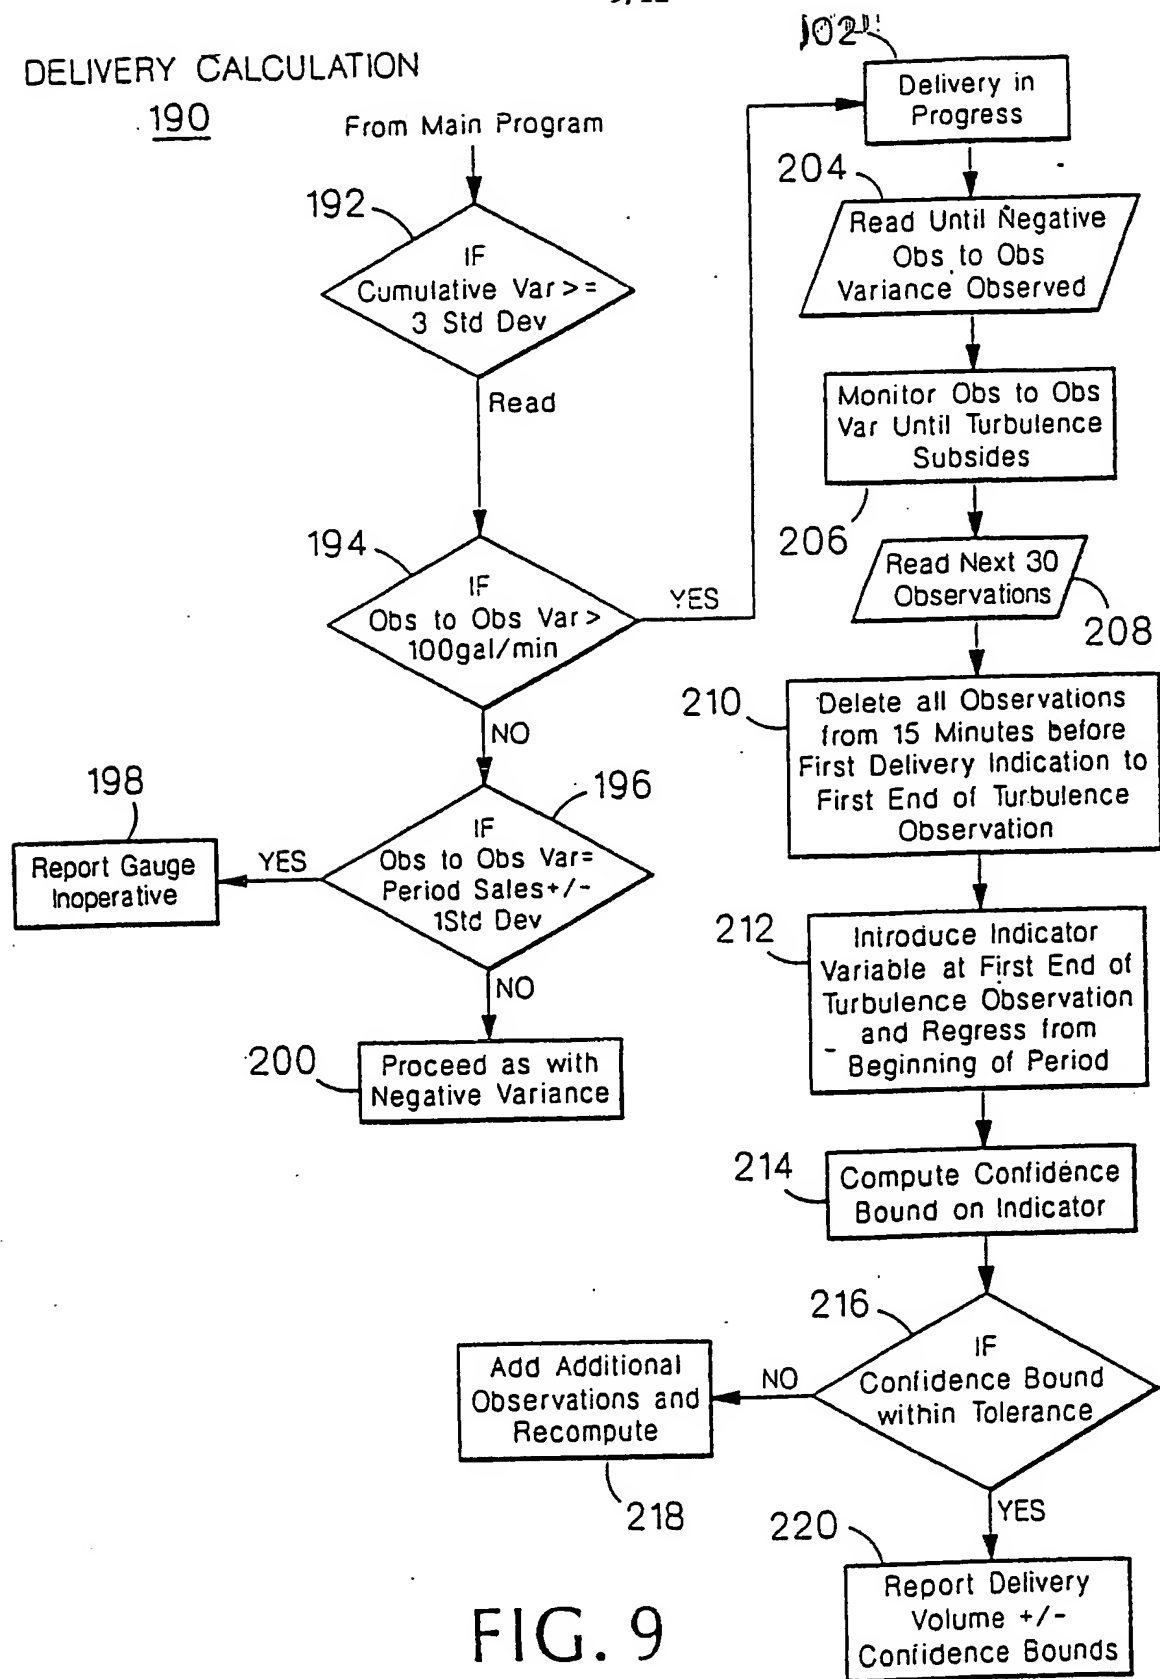 DELIVERY CALCULATION
190
From Main Program
192
IF
Cumulative Var >=
3 Std Dev
Read
194
IF
Obs to Obs Var >
100gal/min
YES
NO
196
IF
Obs to Obs Var=
Period Sales+/-
1Std Dev
YES
198
Report Gauge
Inoperative
NO
200
Proceed as with
Negative Variance
102
Delivery in
Progress
204
Read Until Negative
Obs to Obs
Variance Observed
Monitor Obs to Obs
Var Until Turbulence
Subsides
206
Read Next 30
Observations
208
210
Delete all Observations
from 15 Minutes before
First Delivery Indication to
First End of Turbulence
Observation
212
Introduce Indicator
Variable at First End of
Turbulence Observation
and Regress from
Beginning of Period
214
Compute Confidence
Bound on Indicator
216
IF
Confidence Bound
within Tolerance
NO
Add Additional
Observations and
Recompute
218
YES
220
Report Delivery
Volume +/-
Confidence Bounds
FIG. 9